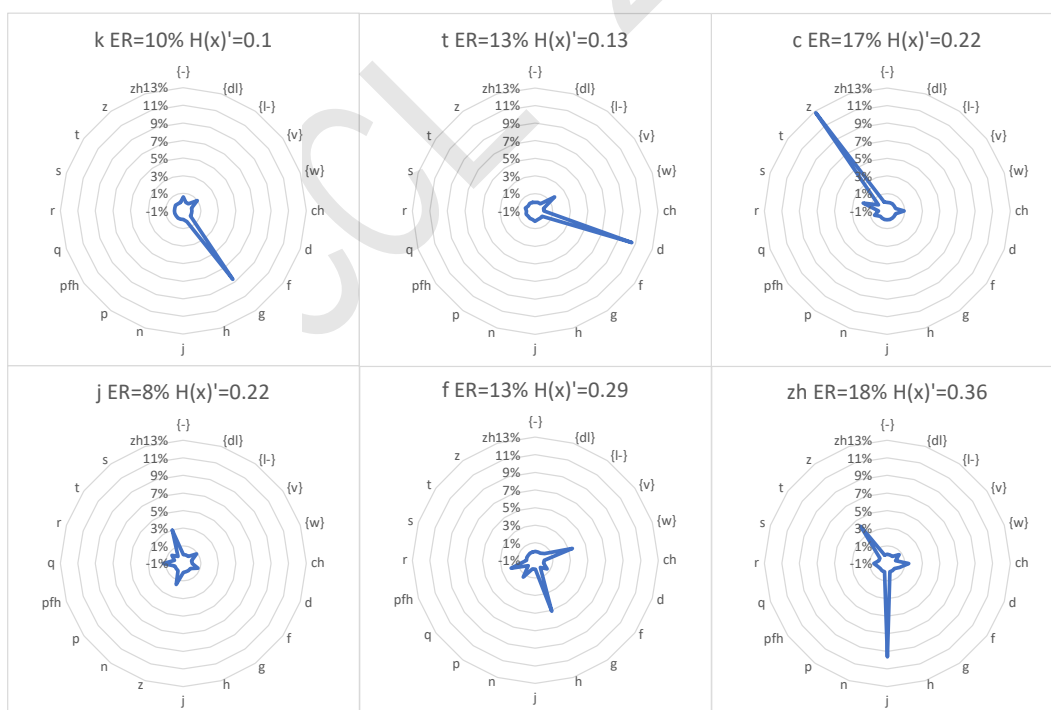 k ER=10% H(x)'=0.1
{-}
zh13% {dl}
z 11% {l-}
9%
t 7% {v}
5%
s 3% {w}
1%
r -1% ch
q d
pfh f
p g
n h
j
t ER=13% H(x)'=0.13
{-}
zh13% {dl}
z 11% {l-}
9%
t 7% {v}
5%
s 3% {w}
1%
r -1% ch
q d
pfh f
p g
n h
j
c ER=17% H(x)'=0.22
{-}
zh13% {dl}
z 11% {l-}
9%
t 7% {v}
5%
s 3% {w}
1%
r -1% ch
q d
pfh f
p g
n h
j
j ER=8% H(x)'=0.22
{-}
zh13% {dl}
s 11% {l-}
9%
t 7% {v}
5%
r 3% {w}
1%
q -1% ch
pfh d
p f
n g
z h
j
f ER=13% H(x)'=0.29
{-}
zh13% {dl}
z 11% {l-}
9%
t 7% {v}
5%
s 3% {w}
1%
r -1% ch
pfh d
q f
p g
n h
j
zh ER=18% H(x)'=0.36
{-}
zh13% {dl}
z 11% {l-}
9%
t 7% {v}
5%
s 3% {w}
1%
r -1% ch
q d
pfh f
p g
n h
j
CCL